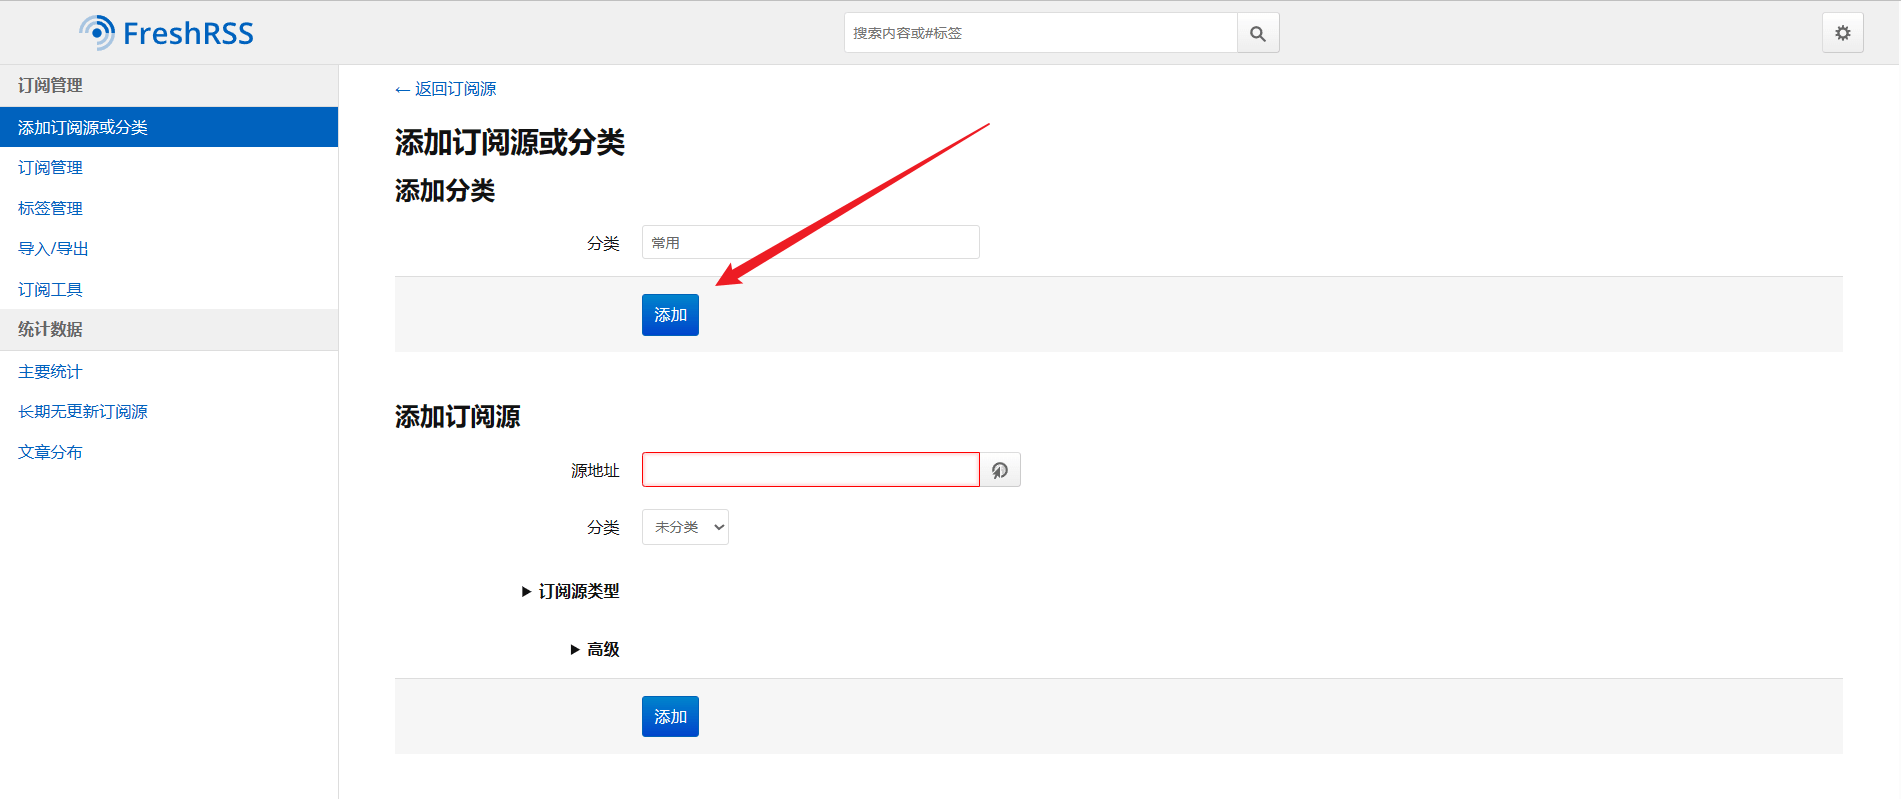 FreshRSS
搜索内容或#标签
订阅管理
添加订阅源或分类
订阅管理
标签管理
导入/导出
订阅工具
统计数据
主要统计
长期无更新订阅源
文章分布
← 返回订阅源
添加订阅源或分类
添加分类
分类 常用
添加
添加订阅源
源地址
分类 未分类
▶ 订阅源类型
▶ 高级
添加